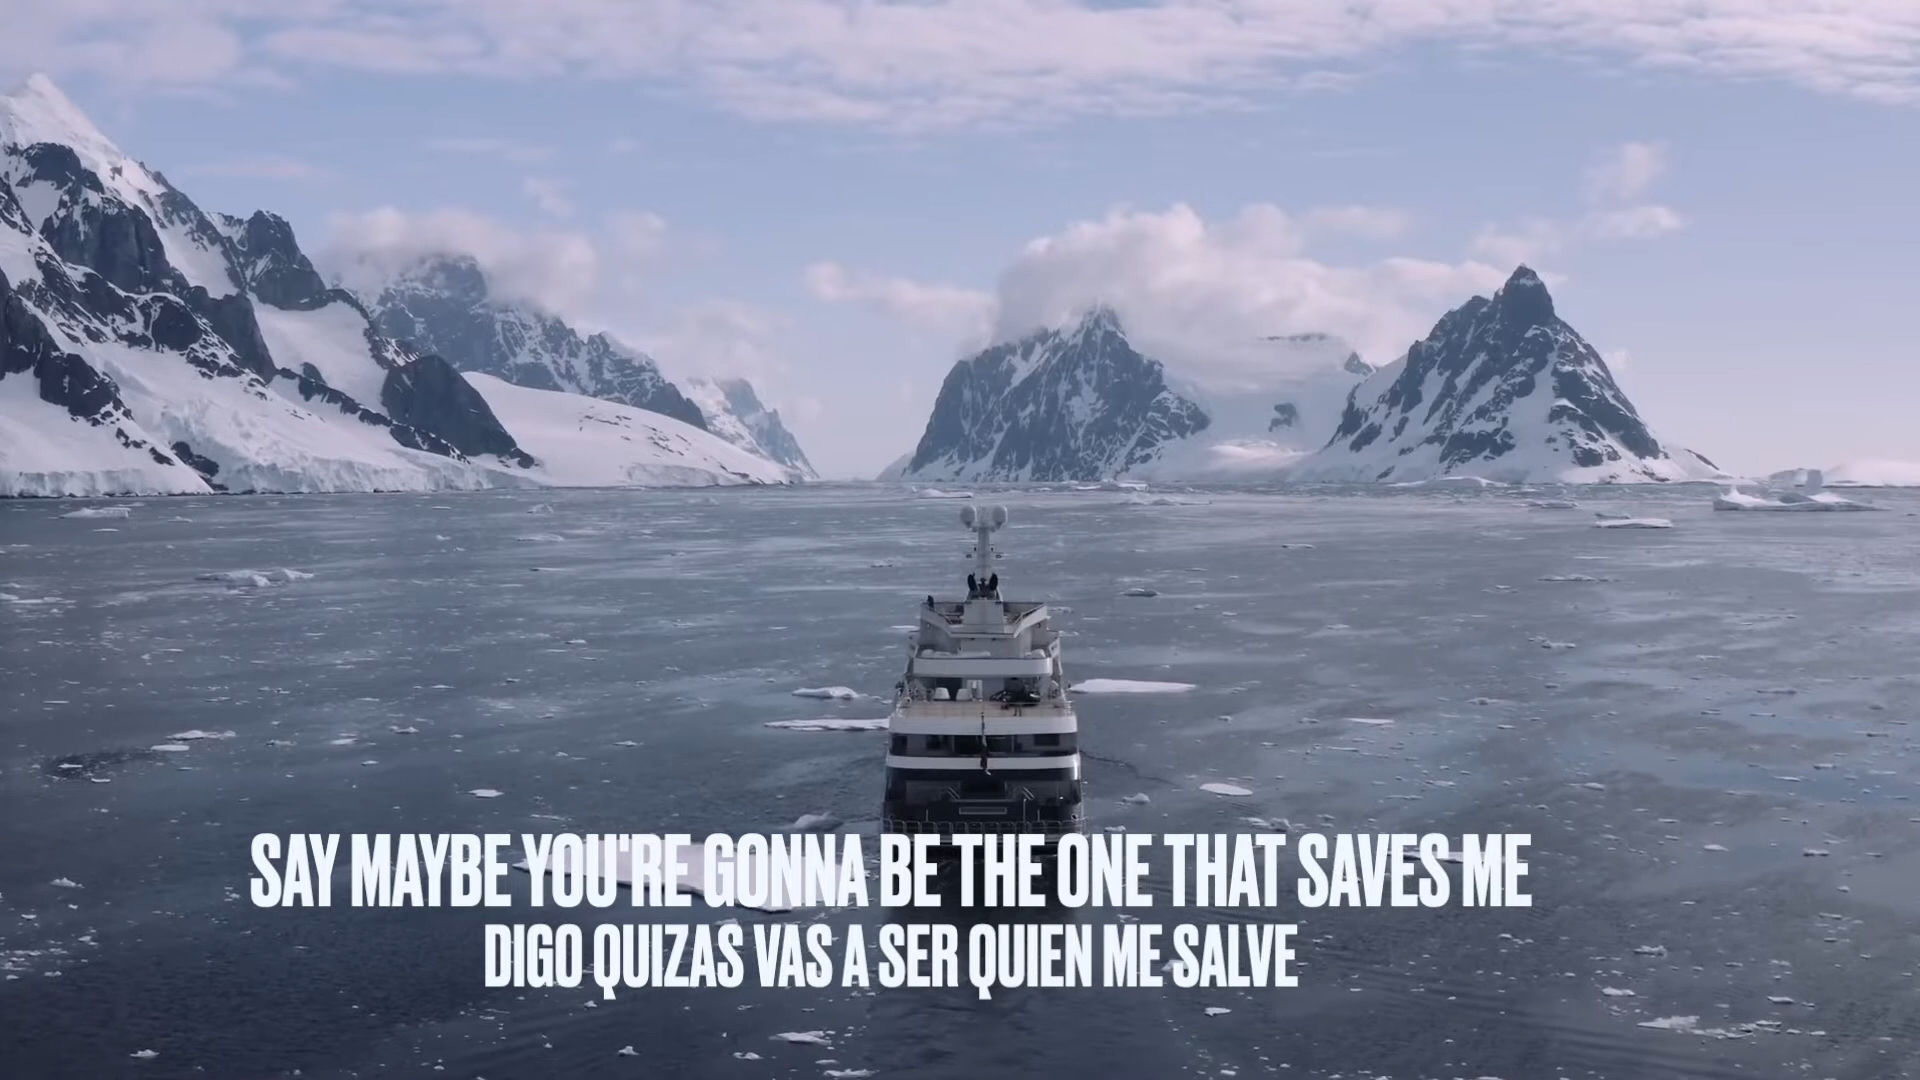 SAY MAYBE YOU'RE GONNA BE THE ONE THAT SAVES ME
DIGO QUIZAS VAS A SER QUIEN ME SALVE